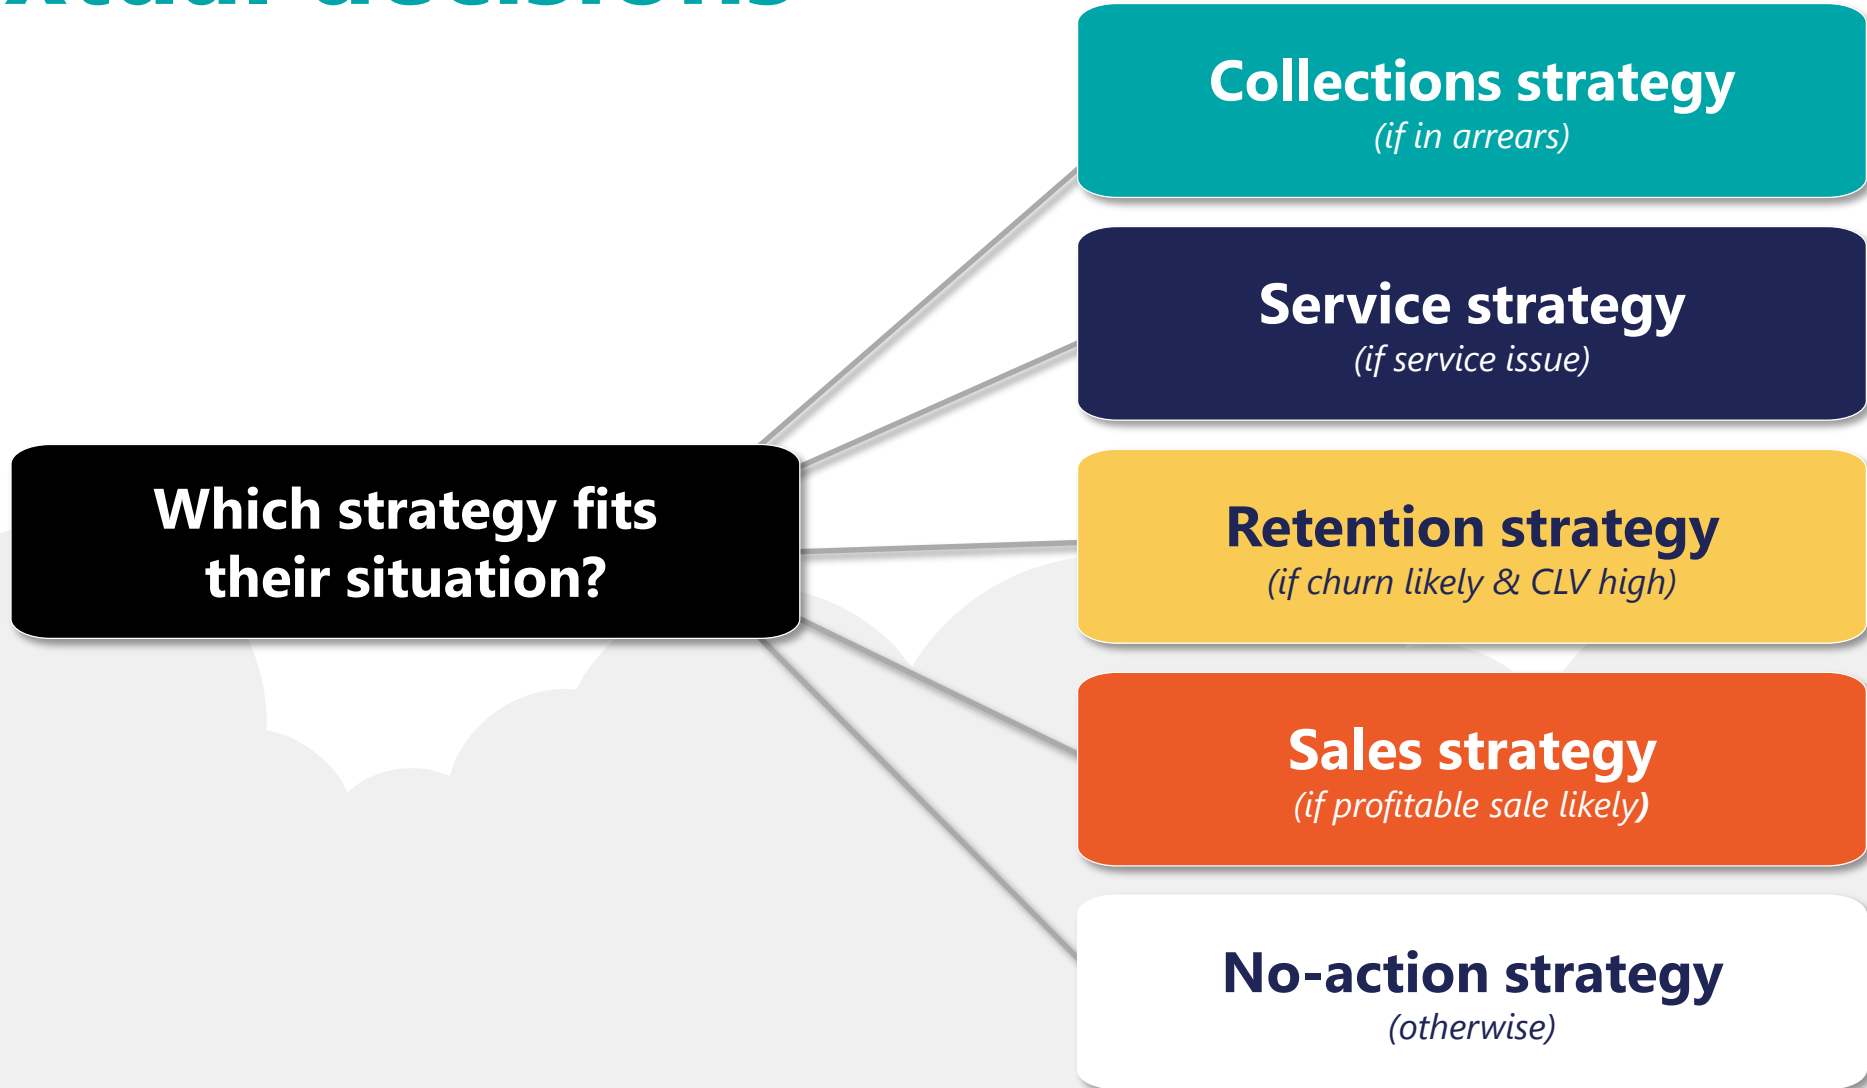 decisions
Which strategy fits
their situation?
Collections strategy
(if in arrears)
Service strategy
(if service issue)
Retention strategy
(if churn likely & CLV high)
Sales strategy
(if profitable sale likely)
No-action strategy
(otherwise)